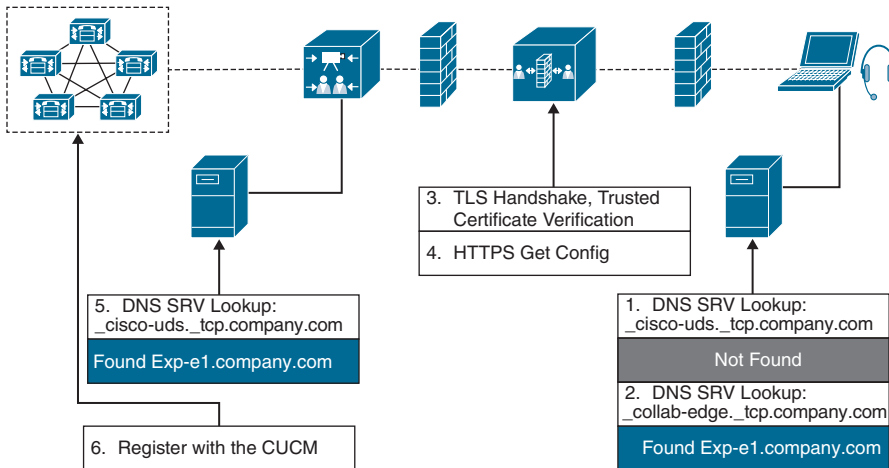 3. TLS Handshake, Trusted
Certificate Verification
4. HTTPS Get Config
5. DNS SRV Lookup:
_cisco-uds._tcp.company.com
Found Exp-e1.company.com
1. DNS SRV Lookup:
_cisco-uds._tcp.company.com
Not Found
2. DNS SRV Lookup:
_collab-edge._tcp.company.com
Found Exp-e1.company.com
6. Register with the CUCM